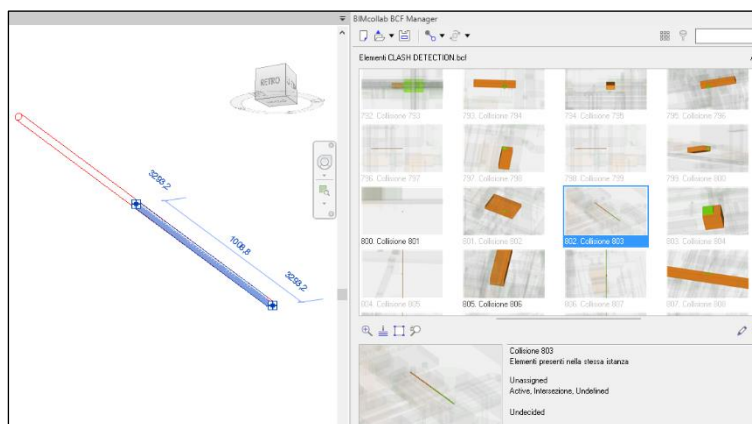 BIMcollab BCF Manager
Elementi CLASH DETECTION.bcf
RETRO
3293,2
1006,8
3293,2
792. Collisione 793
793. Collisione 794
794. Collisione 795
795. Collisione 796
796. Collisione 797
797. Collisione 798
798. Collisione 799
799. Collisione 800
800. Collisione 801
801. Collisione 802
802. Collisione 803
803. Collisione 804
804. Collisione 805
805. Collisione 806
806. Collisione 807
807. Collisione 808
Collisione 803
Elementi presenti nella stessa istanza
Unassigned
Active, Intersezione, Undefined
Undecided